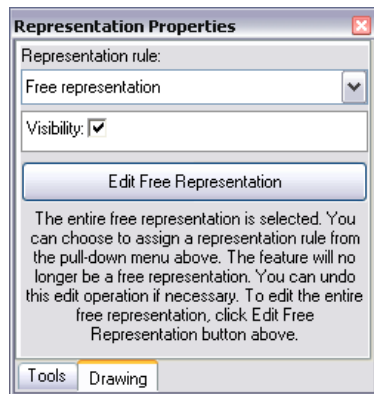 Representation Properties
Representation rule:
Free representation
Visibility:
Edit Free Representation
The entire free representation is selected. You
can choose to assign a representation rule from
the pull-down menu above. The feature will no
longer be a free representation. You can undo
this edit operation if necessary. To edit the entire
free representation, click Edit Free
Representation button above.
Tools Drawing